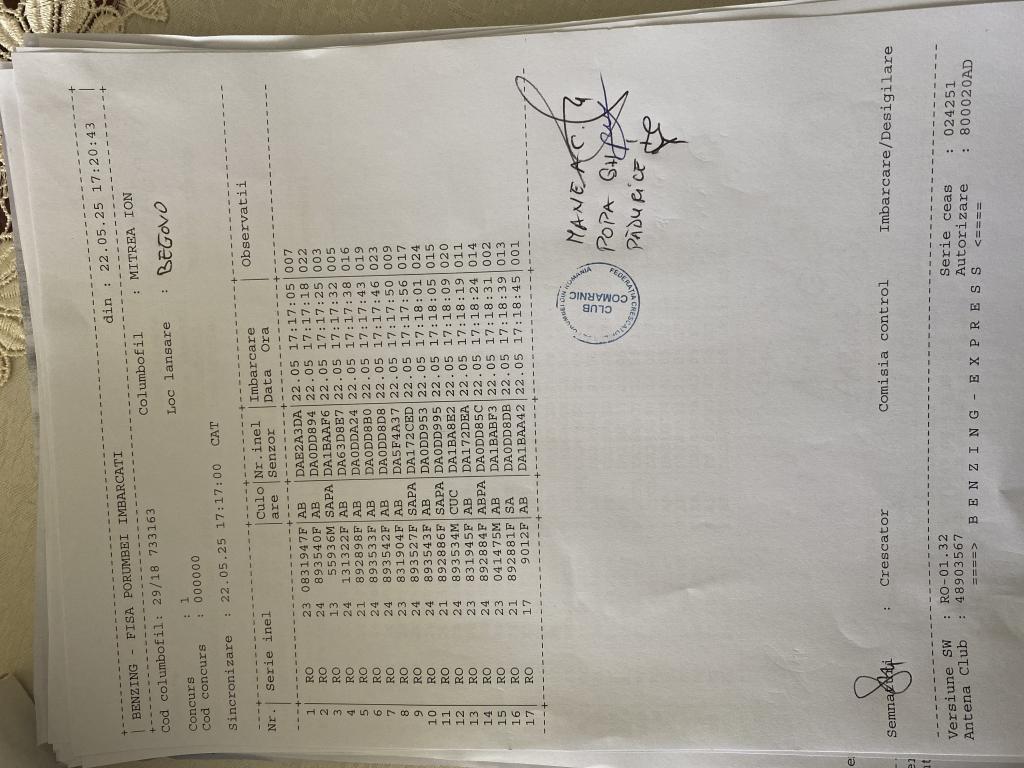 +-----------------------------------------------------------+
| BENZING - FISA PORUMBEI IMBARCATI din : 22.05.25 17:20:43 |
+-----------------------------------------------------------+
Cod columbofil: 29/18 733163 Columbofil : MITREA ION
Loc lansare : BEGOVO
Concurs : 1
Cod concurs : 000000
Sincronizare : 22.05.25 17:17:00 CAT
Nr.| Serie inel |Culo|Nr.inel |Imbarcare | Observatii
| |are |Senzor |Data Ora |
1 | RO 23 0831947F| AB |DAE2A3DA|22.05 17:17:05| 007
2 | RO 24 893540F| AB |DA0DD894|22.05 17:17:18| 022
3 | RO 13 55936M| SAPA|DA1BAAF6|22.05 17:17:25| 003
4 | RO 24 131322F| AB |DA63D8E7|22.05 17:17:32| 005
5 | RO 21 892898F| AB |DA0DDA24|22.05 17:17:38| 016
6 | RO 24 893533F| AB |DA0DD8B0|22.05 17:17:43| 019
7 | RO 24 893542F| AB |DA0DD8D8|22.05 17:17:46| 023
8 | RO 23 831904F| AB |DA5F4A37|22.05 17:17:50| 009
9 | RO 24 893527F| SAPA|DA172CED|22.05 17:17:56| 017
10 | RO 24 893543F| AB |DA0DD953|22.05 17:18:01| 024
11 | RO 21 892886F| SAPA|DA0DD995|22.05 17:18:05| 015
12 | RO 24 893534M| CUC |DA1BA8E2|22.05 17:18:09| 020
13 | RO 23 831945F| AB |DA172DEA|22.05 17:18:19| 011
14 | RO 21 892884F| ABPA|DA0DD85C|22.05 17:18:24| 014
15 | RO 23 041475M| AB |DA1BABF3|22.05 17:18:31| 002
16 | RO 21 892881F| SA |DA0DD8DB|22.05 17:18:39| 013
17 | RO 17 9012F| AB |DA1BAA42|22.05 17:18:45| 001
MANEA C.
POPA GH
PADURICE
FEDERATIA CRESCATOR
PORUMBEI DIN ROMANIA
CLUB
COMARNIC
Semnaturi : Crescator Comisia control Imbarcare/Desigilare
Versiune SW : RO-01.32 Serie ceas : 024251
Antena Club : 48903567 Autorizare : 800020AD
====> B E N Z I N G - E X P R E S S <====